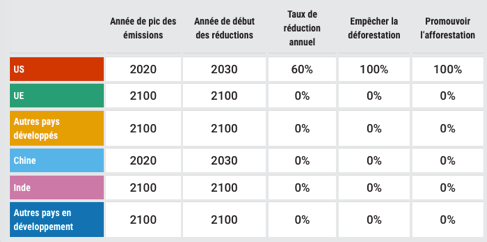 Année de pic des émissions
Année de début des réductions
Taux de réduction annuel
Empêcher la déforestation
Promouvoir l'afforestation
US 2020 2030 60% 100% 100%
UE 2100 2100 0% 0% 0%
Autres pays développés 2100 2100 0% 0% 0%
Chine 2020 2030 0% 0% 0%
Inde 2100 2100 0% 0% 0%
Autres pays en développement 2100 2100 0% 0% 0%